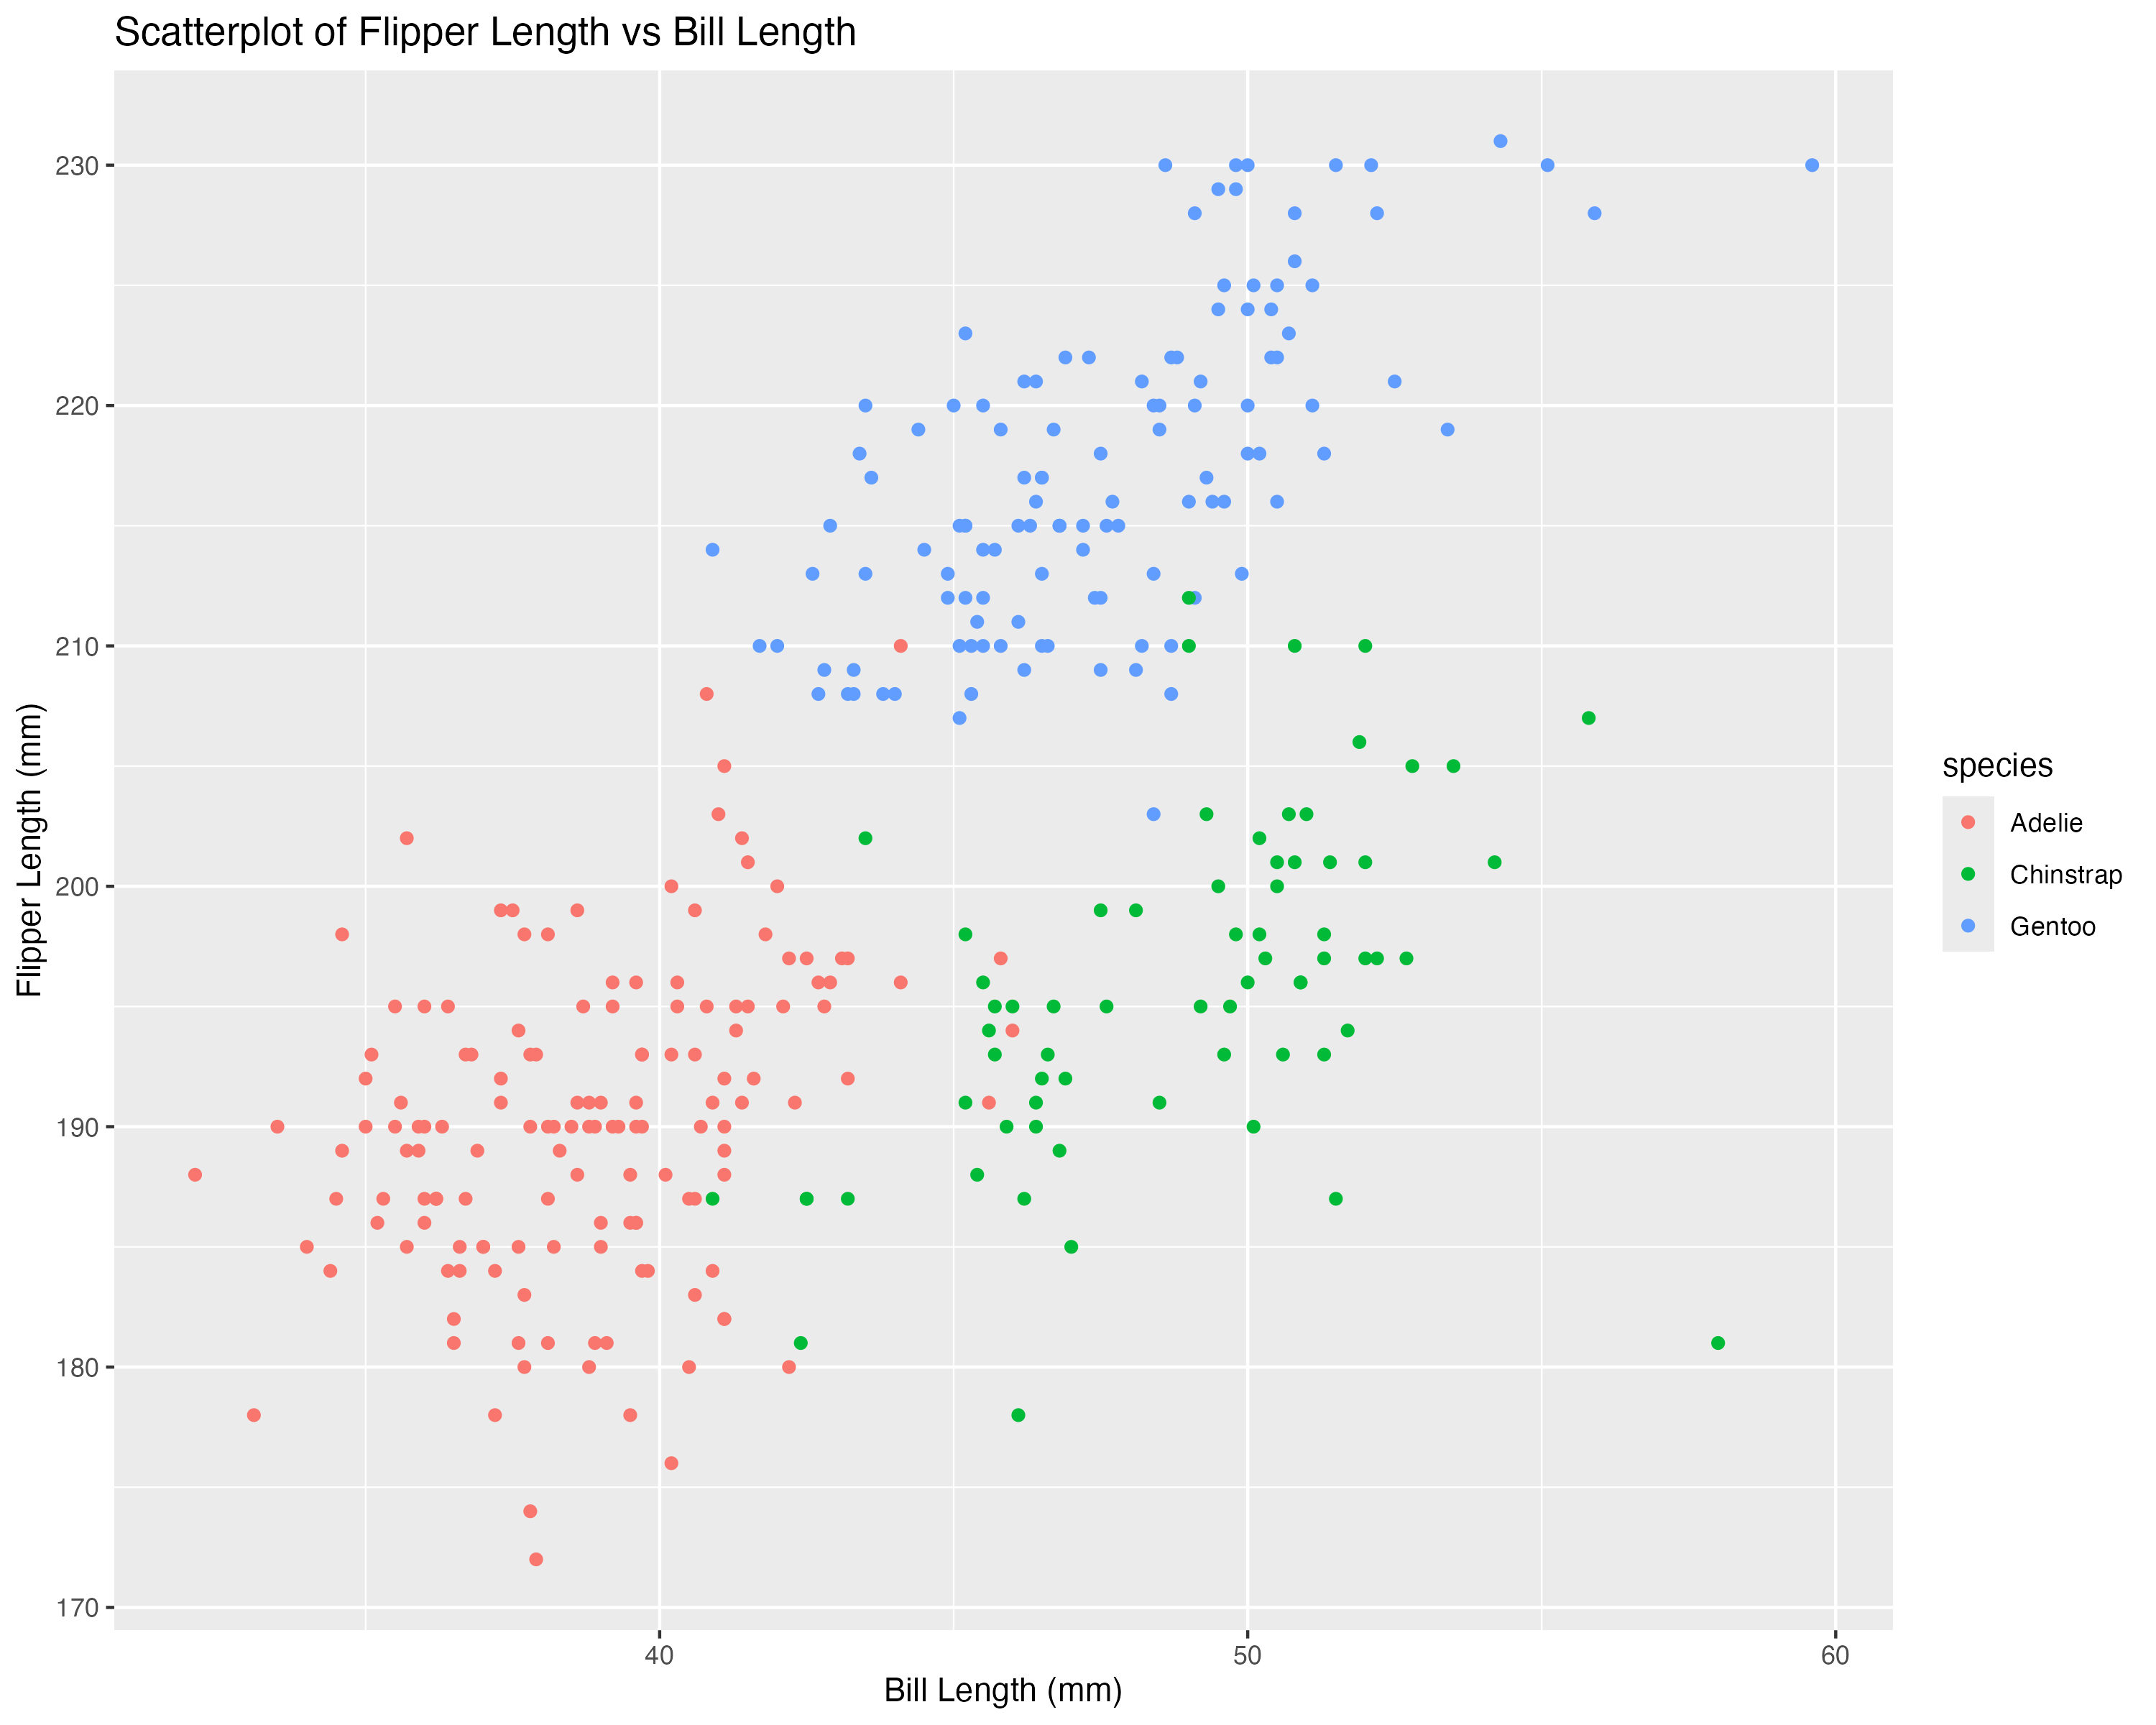 Scatterplot of Flipper Length vs Bill Length
Flipper Length (mm)
230
220
210
200
190
180
170
40
50
60
Bill Length (mm)
species
Adelie
Chinstrap
Gentoo